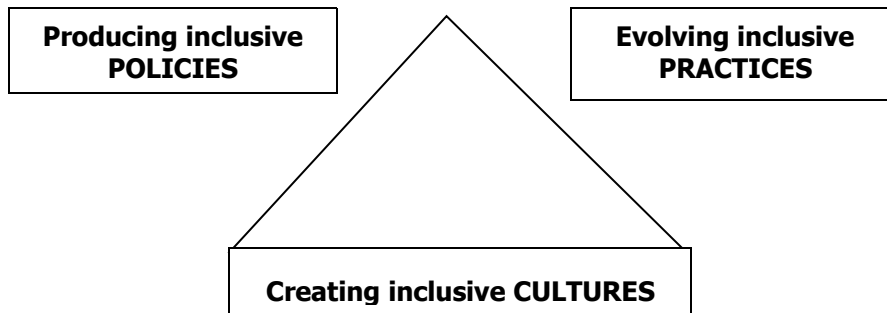 Producing inclusive
POLICIES
Evolving inclusive
PRACTICES
Creating inclusive CULTURES